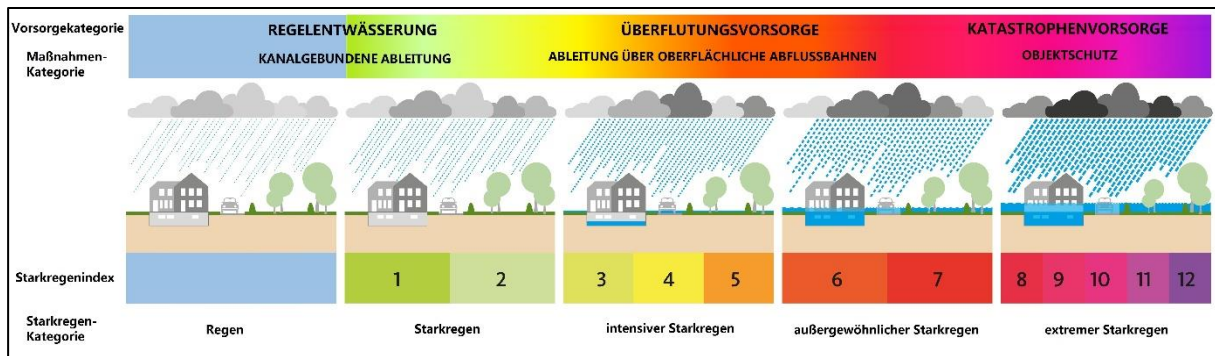 Vorsorgekategorie REGELENTWÄSSERUNG ÜBERFLUTUNGSVORSORGE KATASTROPHENVORSORGE
Maßnahmen-
Kategorie KANALGEBUNDENE ABLEITUNG ABLEITUNG ÜBER OBERFLÄCHLICHE ABFLUSSBAHNEN OBJEKTSCHUTZ
Starkregenindex 1 2 3 4 5 6 7 8 9 10 11 12
Starkregen-
Kategorie Regen Starkregen intensiver Starkregen außergewöhnlicher Starkregen extremer Starkregen